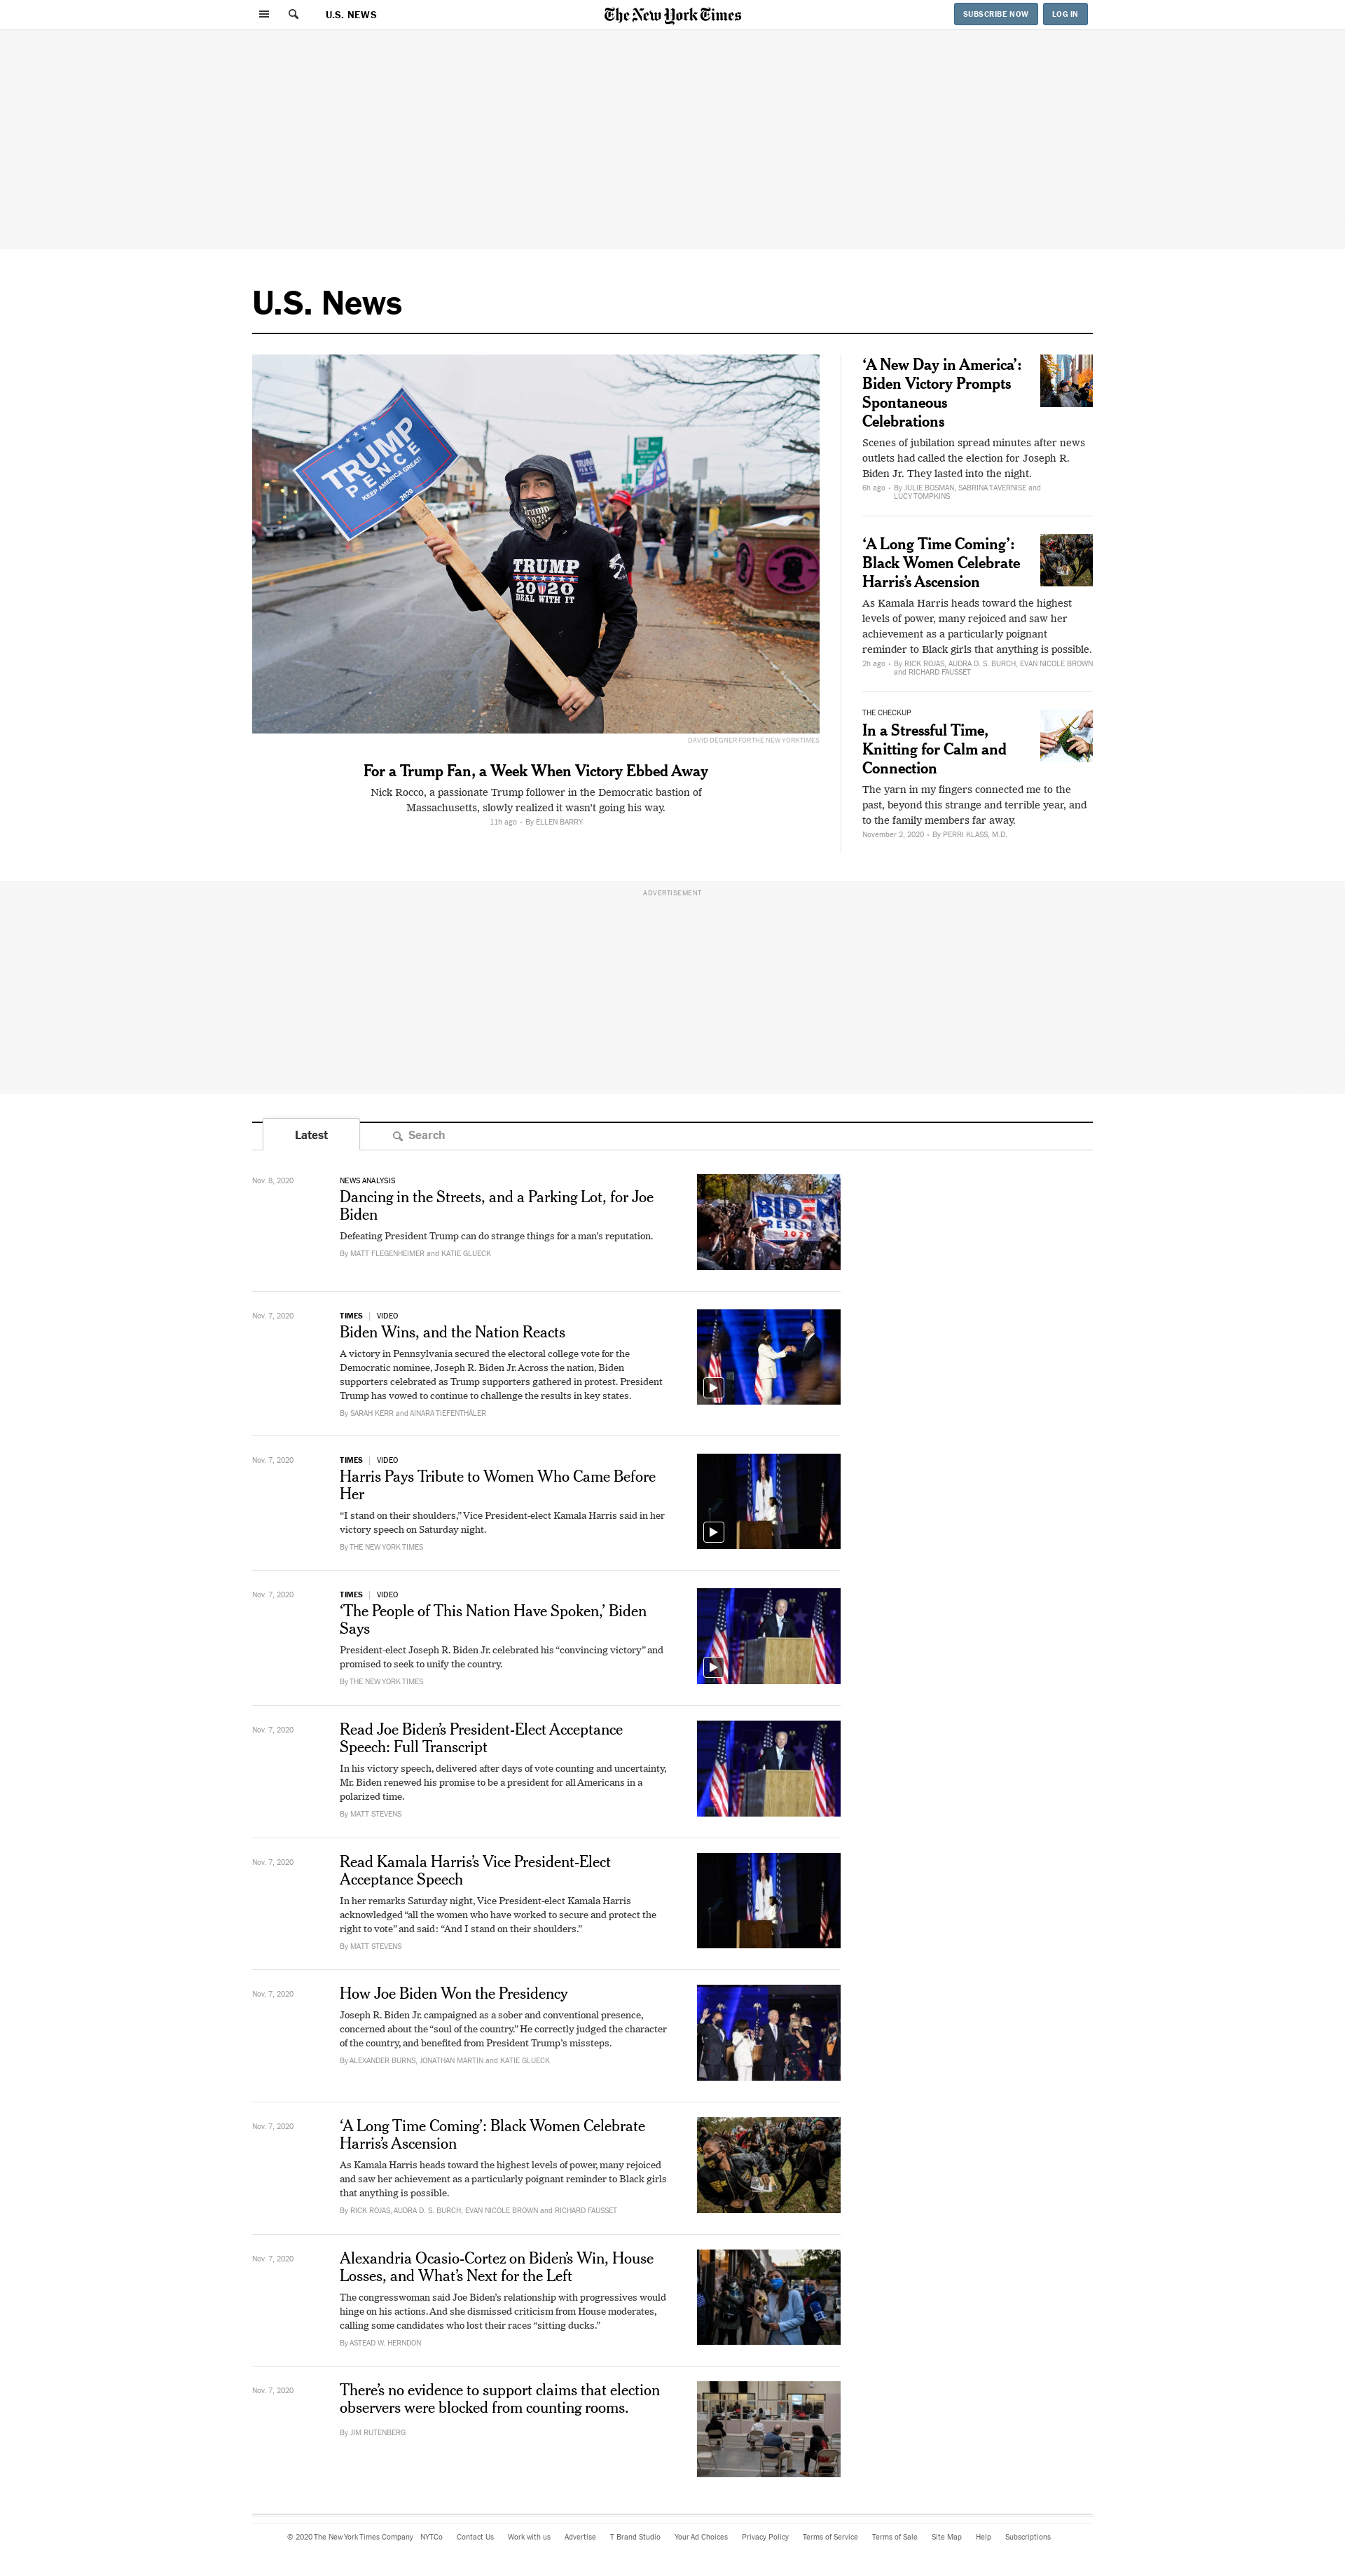 U.S. NEWS
The New York Times
SUBSCRIBE NOW
LOG IN
U.S. News
TRUMP
PENCE
KEEP AMERICA GREAT!
2020
Trump
2020
TRUMP
2020
DEAL WITH IT
DAVID DEGNER FOR THE NEW YORK TIMES
For a Trump Fan, a Week When Victory Ebbed Away
Nick Rocco, a passionate Trump follower in the Democratic bastion of
Massachusetts, slowly realized it wasn't going his way.
11h ago • By ELLEN BARRY
‘A New Day in America’:
Biden Victory Prompts
Spontaneous
Celebrations
Scenes of jubilation spread minutes after news
outlets had called the election for Joseph R.
Biden Jr. They lasted into the night.
6h ago • By JULIE BOSMAN, SABRINA TAVERNISE and
LUCY TOMPKINS
‘A Long Time Coming’:
Black Women Celebrate
Harris’s Ascension
As Kamala Harris heads toward the highest
levels of power, many rejoiced and saw her
achievement as a particularly poignant
reminder to Black girls that anything is possible.
2h ago • By RICK ROJAS, AUDRA D. S. BURCH, EVAN NICOLE BROWN
and RICHARD FAUSSET
THE CHECKUP
In a Stressful Time,
Knitting for Calm and
Connection
The yarn in my fingers connected me to the
past, beyond this strange and terrible year, and
to the family members far away.
November 2, 2020 • By PERRI KLASS, M.D.
ADVERTISEMENT
Latest
Search
Nov. 8, 2020
NEWS ANALYSIS
Dancing in the Streets, and a Parking Lot, for Joe
Biden
Defeating President Trump can do strange things for a man's reputation.
By MATT FLEGENHEIMER and KATIE GLUECK
BIDEN
PRESIDENT
2020
Nov. 7, 2020
TIMES | VIDEO
Biden Wins, and the Nation Reacts
A victory in Pennsylvania secured the electoral college vote for the
Democratic nominee, Joseph R. Biden Jr. Across the nation, Biden
supporters celebrated as Trump supporters gathered in protest. President
Trump has vowed to continue to challenge the results in key states.
By SARAH KERR and AINARA TIEFENTHÄLER
Nov. 7, 2020
TIMES | VIDEO
Harris Pays Tribute to Women Who Came Before
Her
“I stand on their shoulders,” Vice President-elect Kamala Harris said in her
victory speech on Saturday night.
By THE NEW YORK TIMES
Nov. 7, 2020
TIMES | VIDEO
‘The People of This Nation Have Spoken,’ Biden
Says
President-elect Joseph R. Biden Jr. celebrated his “convincing victory” and
promised to seek to unify the country.
By THE NEW YORK TIMES
Nov. 7, 2020
Read Joe Biden’s President-Elect Acceptance
Speech: Full Transcript
In his victory speech, delivered after days of vote counting and uncertainty,
Mr. Biden renewed his promise to be a president for all Americans in a
polarized time.
By MATT STEVENS
Nov. 7, 2020
Read Kamala Harris’s Vice President-Elect
Acceptance Speech
In her remarks Saturday night, Vice President-elect Kamala Harris
acknowledged “all the women who have worked to secure and protect the
right to vote” and said: “And I stand on their shoulders.”
By MATT STEVENS
Nov. 7, 2020
How Joe Biden Won the Presidency
Joseph R. Biden Jr. campaigned as a sober and conventional presence,
concerned about the “soul of the country.” He correctly judged the character
of the country, and benefited from President Trump’s missteps.
By ALEXANDER BURNS, JONATHAN MARTIN and KATIE GLUECK
Nov. 7, 2020
‘A Long Time Coming’: Black Women Celebrate
Harris’s Ascension
As Kamala Harris heads toward the highest levels of power, many rejoiced
and saw her achievement as a particularly poignant reminder to Black girls
that anything is possible.
By RICK ROJAS, AUDRA D. S. BURCH, EVAN NICOLE BROWN and RICHARD FAUSSET
Nov. 7, 2020
Alexandria Ocasio-Cortez on Biden’s Win, House
Losses, and What’s Next for the Left
The congresswoman said Joe Biden’s relationship with progressives would
hinge on his actions. And she dismissed criticism from House moderates,
calling some candidates who lost their races “sitting ducks.”
By ASTEAD W. HERNDON
Nov. 7, 2020
There’s no evidence to support claims that election
observers were blocked from counting rooms.
By JIM RUTENBERG
© 2020 The New York Times Company NYTCo Contact Us Work with us Advertise T Brand Studio Your Ad Choices Privacy Policy Terms of Service Terms of Sale Site Map Help Subscriptions